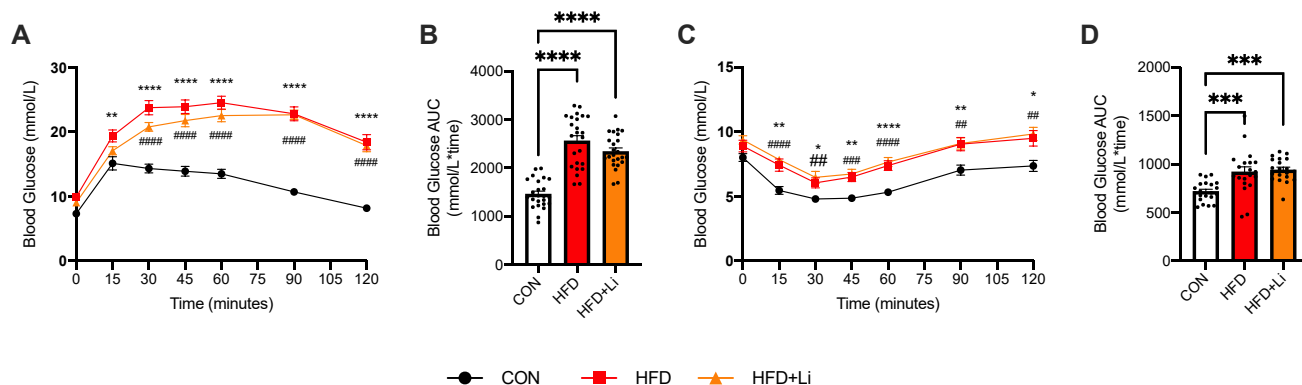 A
Blood Glucose (mmol/L)
30
20
10
0
** **** **** **** **** ****
#### #### #### #### ####
0 15 30 45 60 75 90 105 120
Time (minutes)
B
****
****
Blood Glucose AUC
(mmol/L *time)
4000
3000
2000
1000
0
CON HFD HFD+Li
C
Blood Glucose (mmol/L)
15
10
5
0
** * ** **** ** *
#### ## ### #### ## ##
0 15 30 45 60 75 90 105 120
Time (minutes)
D
***
***
Blood Glucose AUC
(mmol/L *time)
2000
1500
1000
500
0
CON HFD HFD+Li
CON HFD HFD+Li